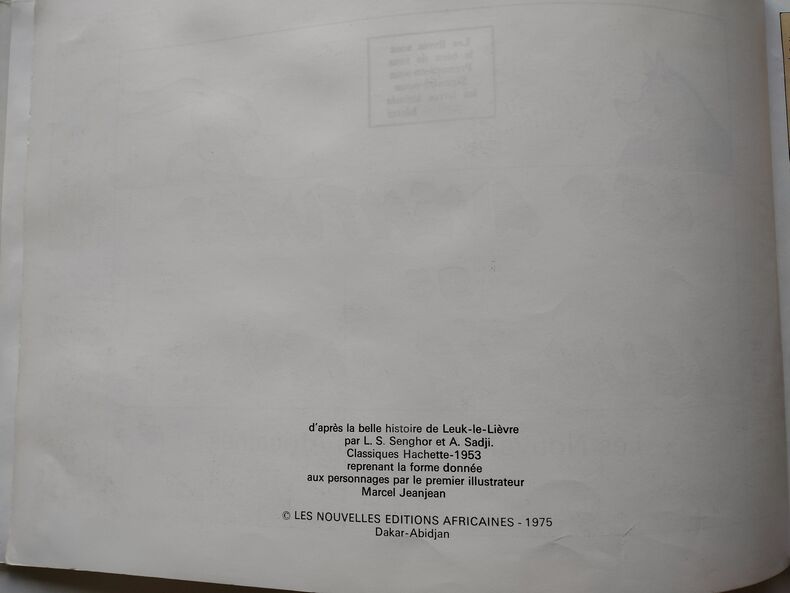 d'après la belle histoire de Leuk-le-Lièvre
par L. S. Senghor et A. Sadji.
Classiques Hachette-1953
reprenant la forme donnée
aux personnages par le premier illustrateur
Marcel Jeanjean
© LES NOUVELLES EDITIONS AFRICAINES - 1975
Dakar-Abidjan